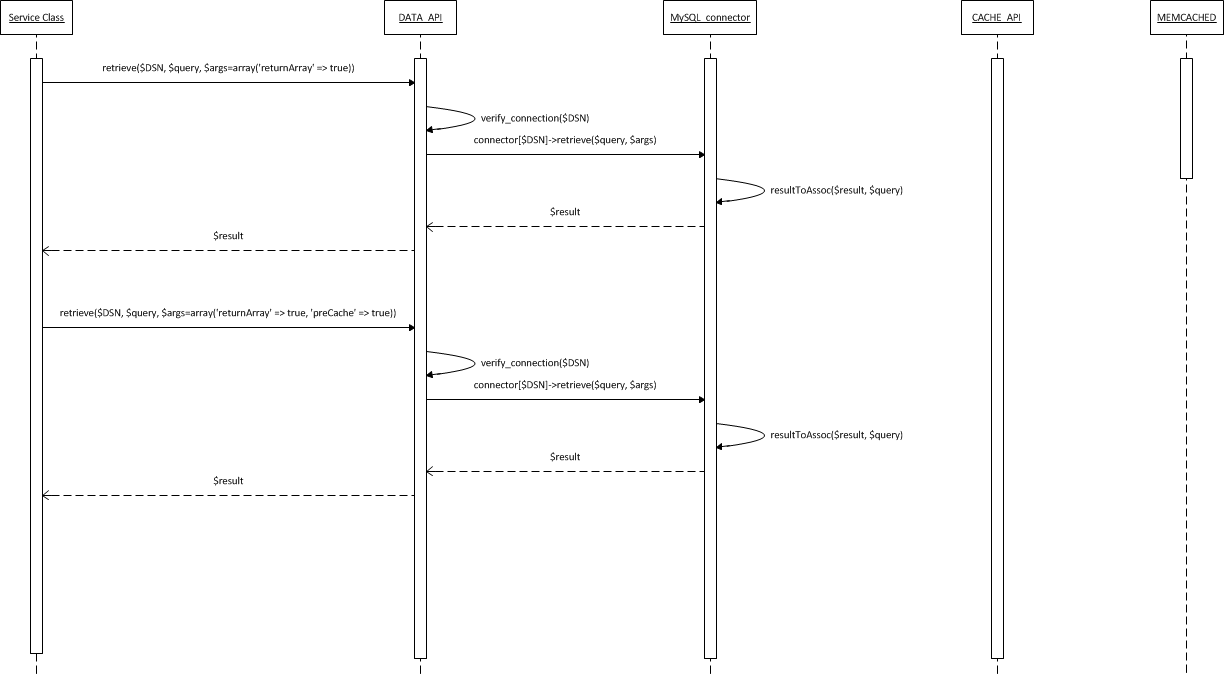 Service Class
DATA_API
MySQL_connector
CACHE_API
MEMCACHED
retrieve($DSN, $query, $args=array('returnArray' => true))
verify_connection($DSN)
connector[$DSN]->retrieve($query, $args)
resultToAssoc($result, $query)
$result
$result
retrieve($DSN, $query, $args=array('returnArray' => true, 'preCache' => true))
verify_connection($DSN)
connector[$DSN]->retrieve($query, $args)
resultToAssoc($result, $query)
$result
$result